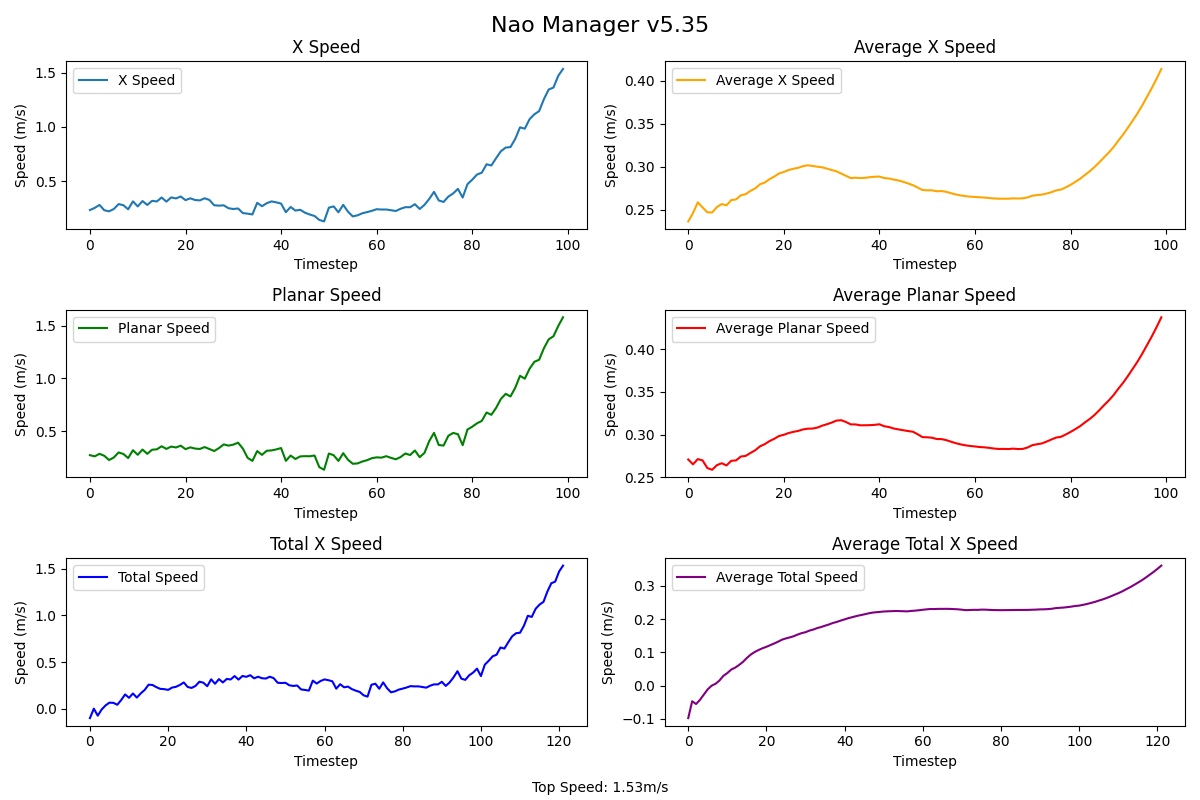 Nao Manager v5.35
X Speed
Average X Speed
1.5
1.0
0.5
Speed (m/s)
X Speed
0 20 40 60 80 100
Timestep
0.40
0.35
0.30
0.25
Speed (m/s)
Average X Speed
0 20 40 60 80 100
Timestep
Planar Speed
Average Planar Speed
1.5
1.0
0.5
Speed (m/s)
Planar Speed
0 20 40 60 80 100
Timestep
0.40
0.35
0.30
0.25
Speed (m/s)
Average Planar Speed
0 20 40 60 80 100
Timestep
Total X Speed
Average Total X Speed
1.5
1.0
0.5
0.0
Speed (m/s)
Total Speed
0 20 40 60 80 100 120
Timestep
0.3
0.2
0.1
0.0
−0.1
Speed (m/s)
Average Total Speed
0 20 40 60 80 100 120
Timestep
Top Speed: 1.53m/s